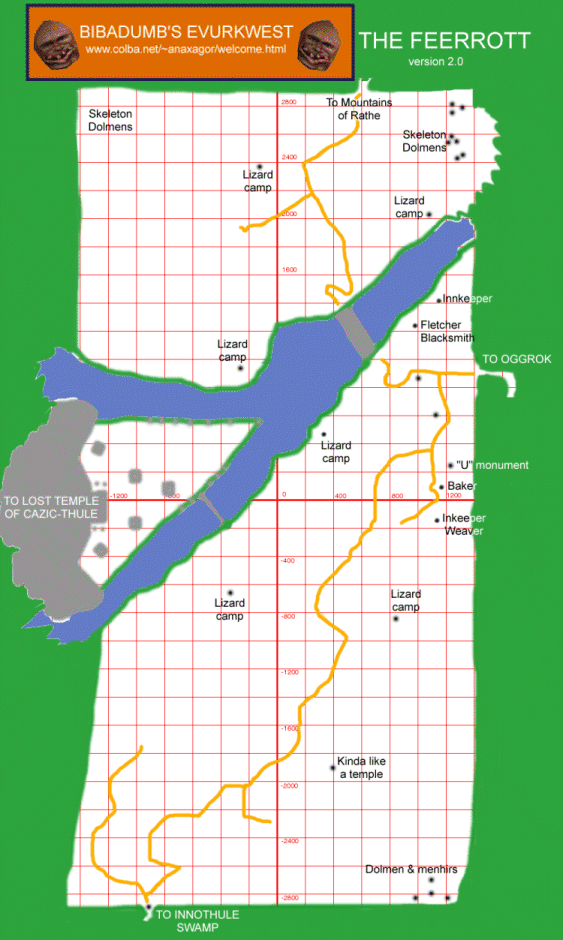 BIBADUMB'S EVURKWEST
www.colba.net/~anaxagor/welcome.html
THE FEERROTT
version 2.0
To Mountains
of Rathe
2800
Skeleton
Dolmens
Skeleton
Dolmens
2400
Lizard
camp
Lizard
camp
2000
1600
Innkeeper
Fletcher
Blacksmith
1200
Lizard
camp
TO OGGROK
Lizard
camp
"U" monument
Baker
TO LOST TEMPLE
OF CAZIC-THULE
-1200
0
400
800
1200
Inkeeper
Weaver
-400
Lizard
camp
Lizard
camp
-800
-1200
-1600
Kinda like
a temple
-2000
-2400
Dolmen & menhirs
-2800
TO INNOTHULE
SWAMP